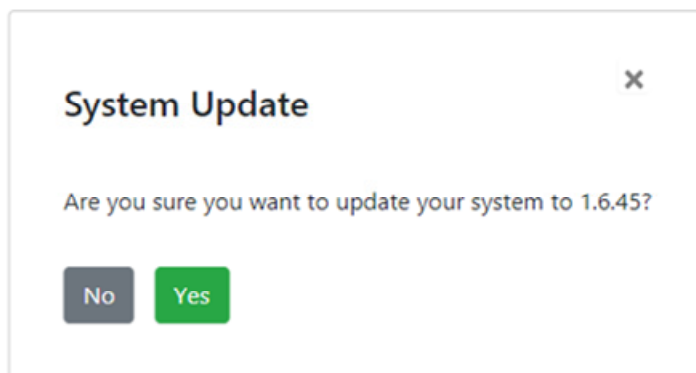 System Update
Are you sure you want to update your system to 1.6.45?
No Yes